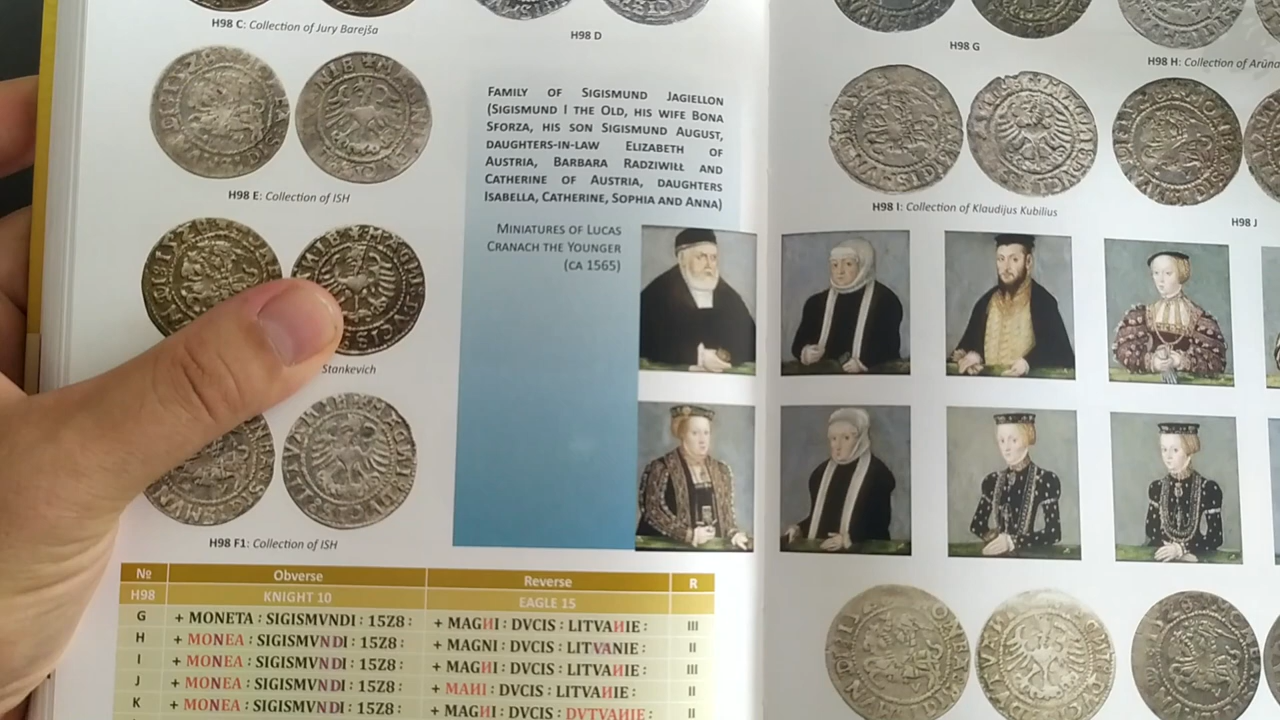 H98 C: Collection of Jury Barejša
H98 D
H98 E: Collection of ISH
FAMILY OF SIGISMUND JAGIELLON
(SIGISMUND I THE OLD, HIS WIFE BONA
SFORZA, HIS SON SIGISMUND AUGUST,
DAUGHTERS-IN-LAW ELIZABETH OF
AUSTRIA, BARBARA RADZIWIŁŁ AND
CATHERINE OF AUSTRIA, DAUGHTERS
ISABELLA, CATHERINE, SOPHIA AND ANNA)
MINIATURES OF LUCAS
CRANACH THE YOUNGER
(CA 1565)
Stankevich
H98 F1: Collection of ISH
№ Obverse Reverse R
H98 KNIGHT 10 EAGLE 15
G + MONETA : SIGISMVNDI : 15Z8 : + MAGИI : DVCIS : LITVAИIE : III
H + MONEA : SIGISMVNDI : 15Z8 : + MAGNI : DVCIS : LITVANIE : II
I + MONEA : SIGISMVNDI : 15Z8 : + MAGИI : DVCIS : LITVAИIE : III
J + MONEA : SIGISMVNDI : 15Z8 : + MAИI : DVCIS : LITVAИIE : II
K + MONEA : SIGISMVNDI : 15Z8 : + MAGИI : DVCIS : DVTVAИIE : II
H98 G
H98 H: Collection of Arūna
H98 I: Collection of Klaudijus Kubilius
H98 J